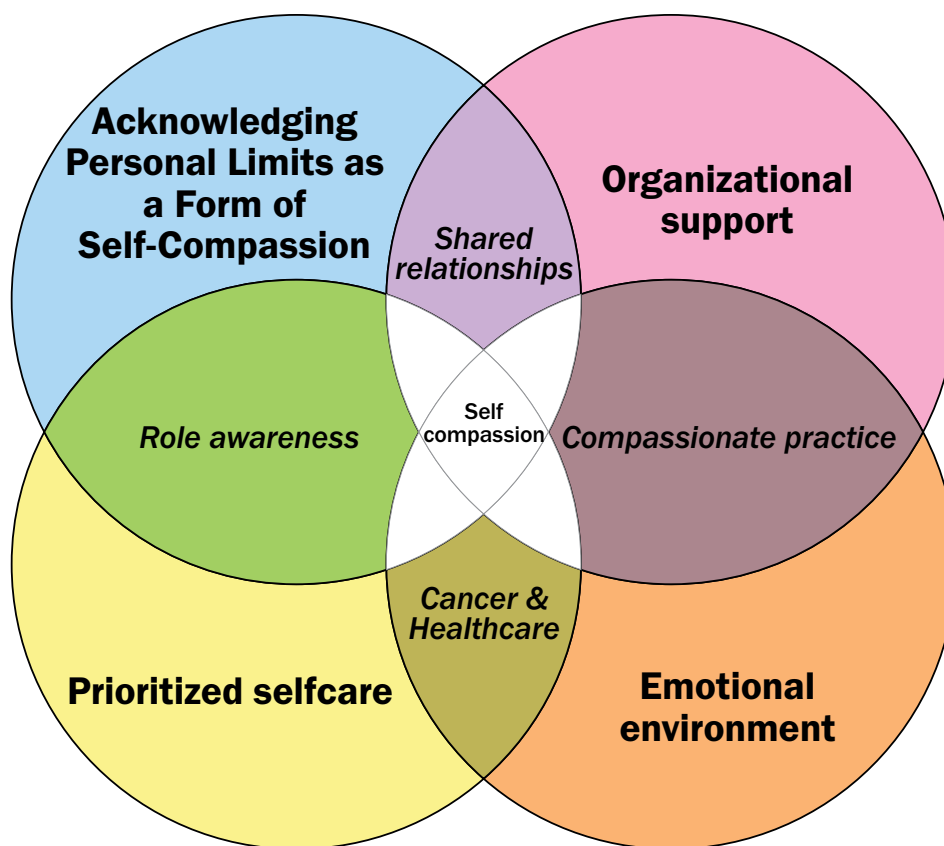 Acknowledging
Personal Limits as
a Form of
Self-Compassion
Organizational
support
Shared
relationships
Role awareness
Self
compassion
Compassionate practice
Cancer &
Healthcare
Prioritized selfcare
Emotional
environment